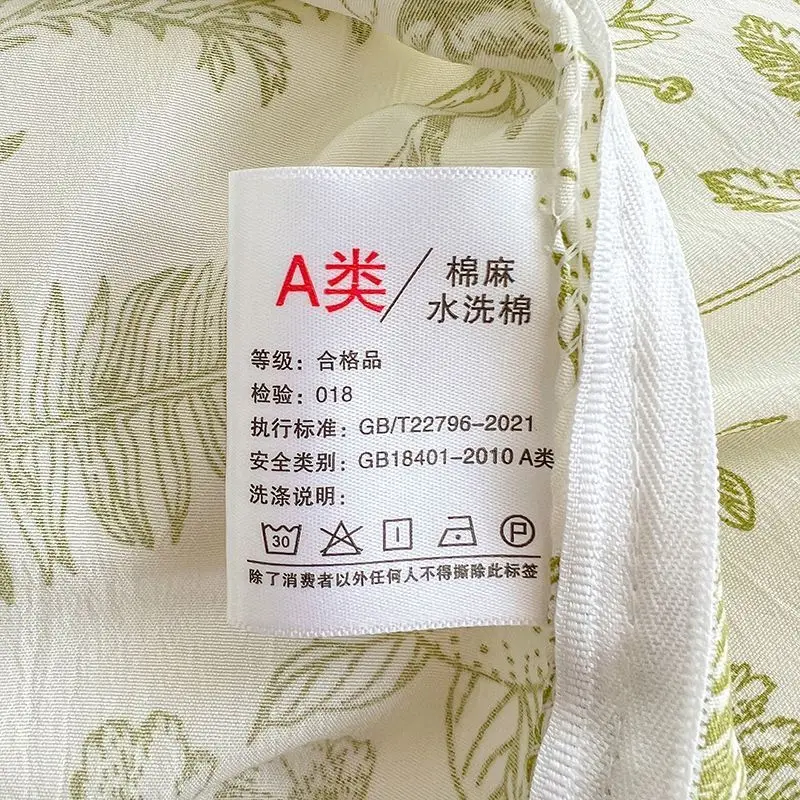 A类/棉麻
水洗棉
等级：合格品
检验：018
执行标准：GB/T22796-2021
安全类别：GB18401-2010 A类
洗涤说明：
30 P
除了消费者以外任何人不得撕除此标签